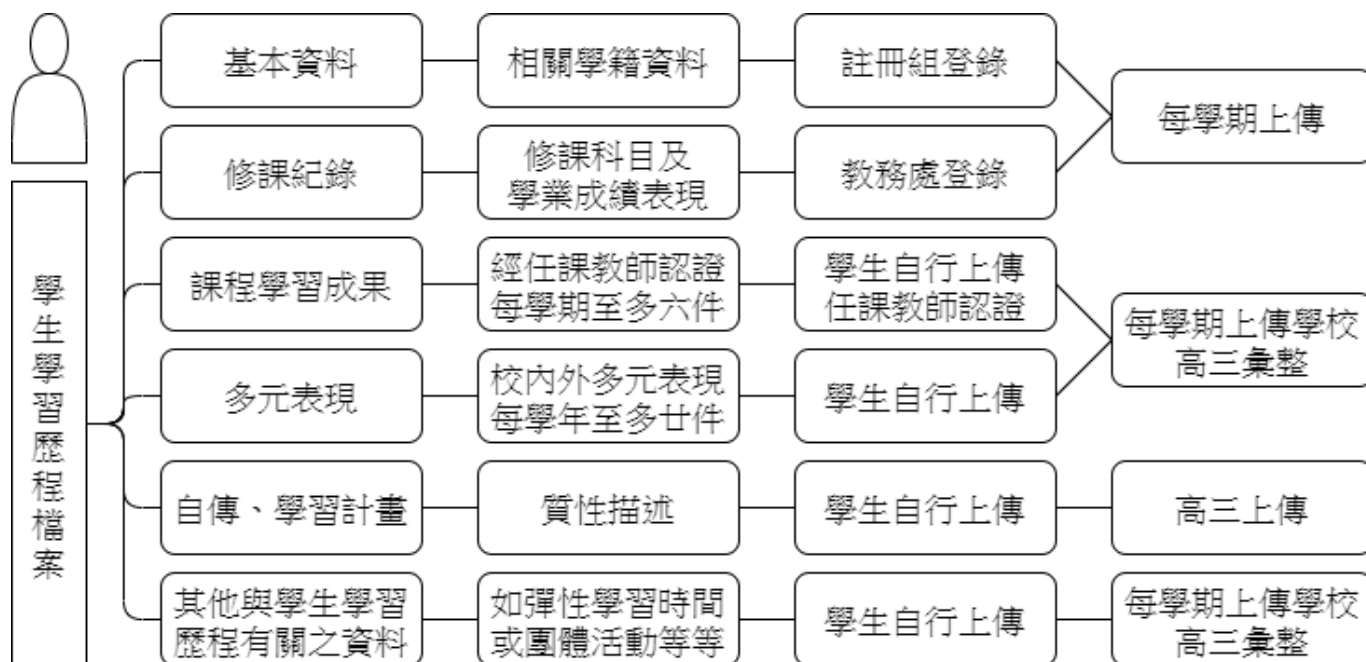 學生學習歷程檔案
基本資料
相關學籍資料
註冊組登錄
每學期上傳
修課紀錄
修課科目及
學業成績表現
教務處登錄
課程學習成果
經任課教師認證
每學期至多六件
學生自行上傳
任課教師認證
每學期上傳學校
高三彙整
多元表現
校內外多元表現
每學年至多廿件
學生自行上傳
自傳、學習計畫
質性描述
學生自行上傳
高三上傳
其他與學生學習
歷程有關之資料
如彈性學習時間
或團體活動等等
學生自行上傳
每學期上傳學校
高三彙整